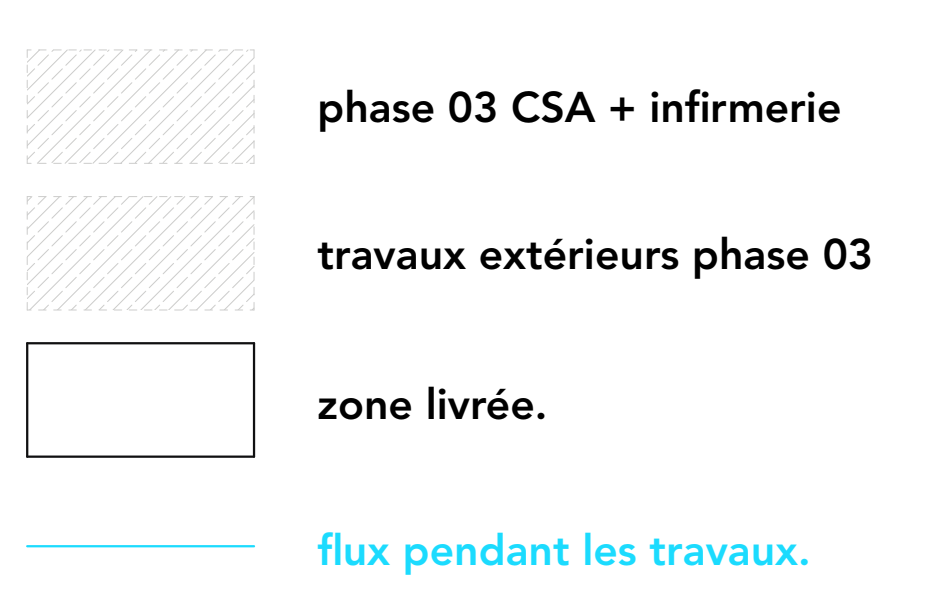 phase 03 CSA + infirmerie
travaux extérieurs phase 03
zone livrée.
flux pendant les travaux.